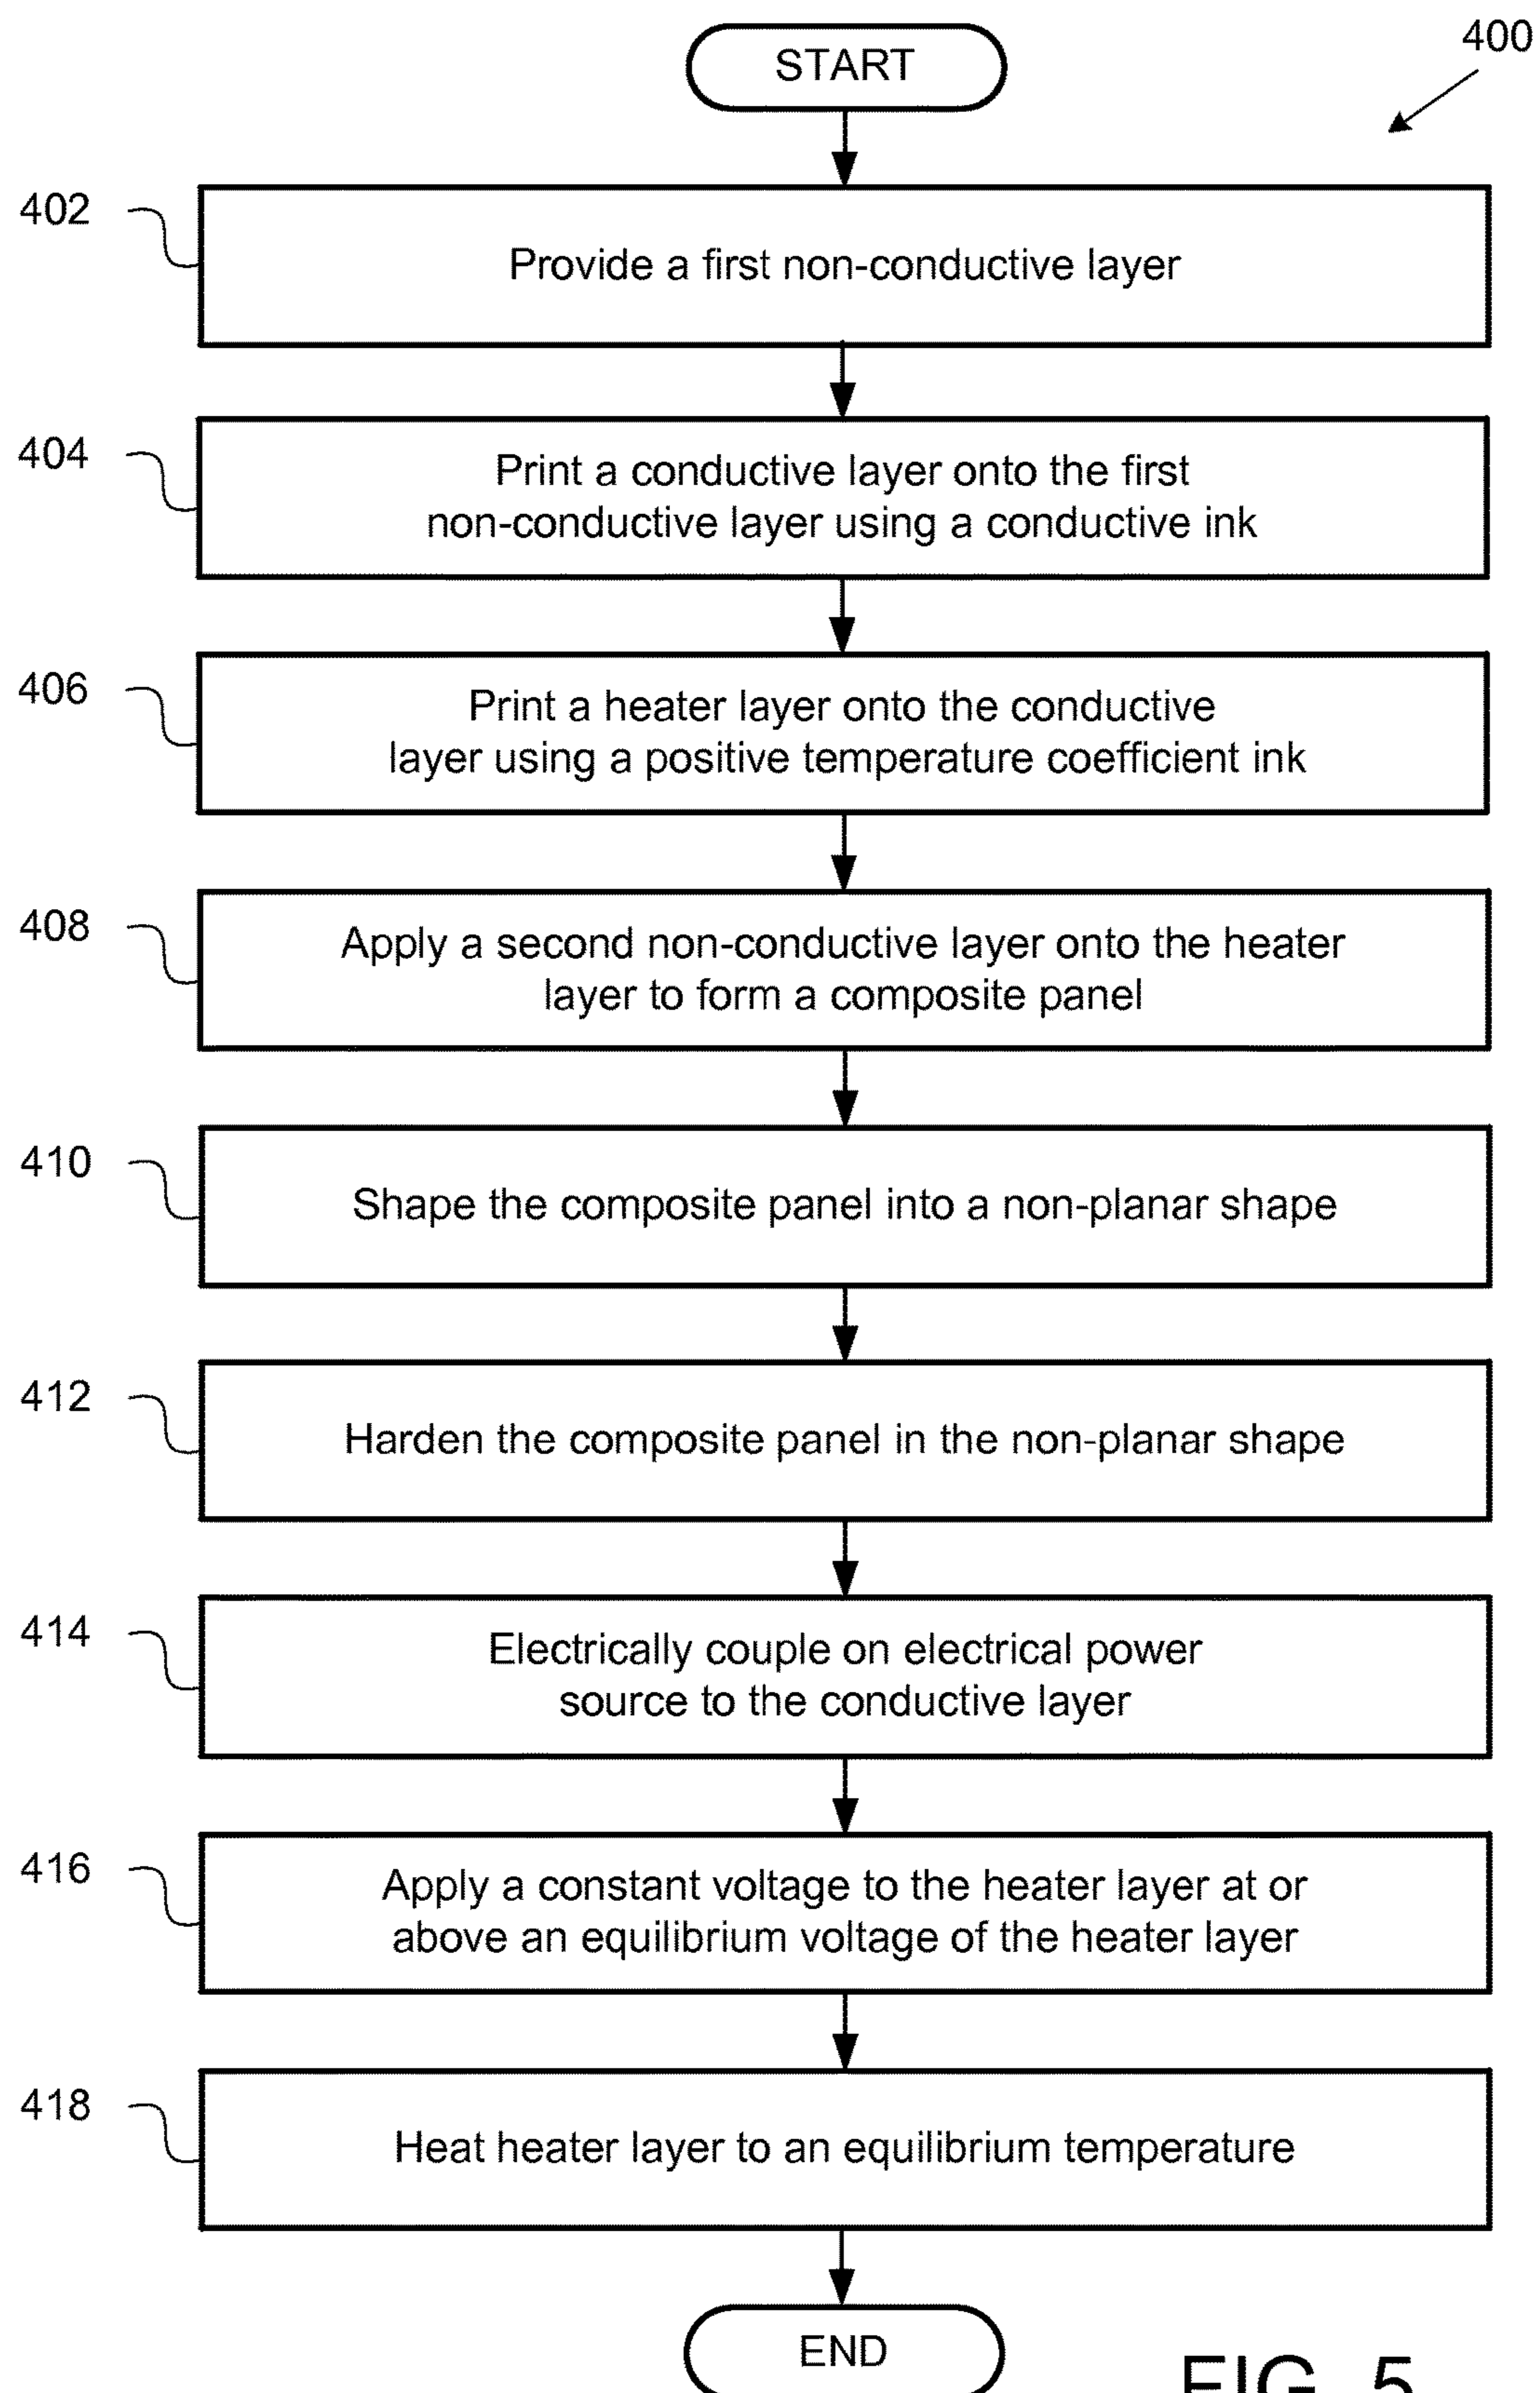 START
400
402
Provide a first non-conductive layer
404
Print a conductive layer onto the first
non-conductive layer using a conductive ink
406
Print a heater layer onto the conductive
layer using a positive temperature coefficient ink
408
Apply a second non-conductive layer onto the heater
layer to form a composite panel
410
Shape the composite panel into a non-planar shape
412
Harden the composite panel in the non-planar shape
414
Electrically couple on electrical power
source to the conductive layer
416
Apply a constant voltage to the heater layer at or
above an equilibrium voltage of the heater layer
418
Heat heater layer to an equilibrium temperature
END
FIG. 5